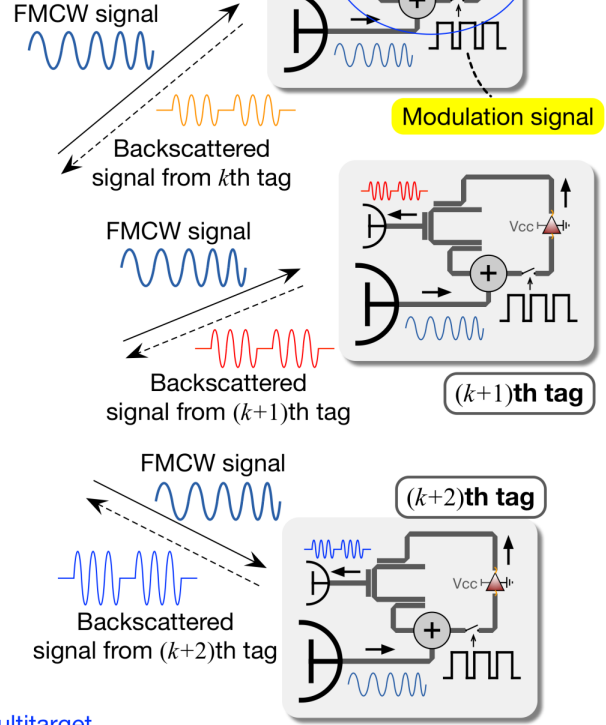 FMCW signal
Modulation signal
Backscattered
signal from kth tag
FMCW signal
Vcc
+
Backscattered
signal from (k+1)th tag
(k+1)th tag
FMCW signal
(k+2)th tag
Vcc
+
Backscattered
signal from (k+2)th tag